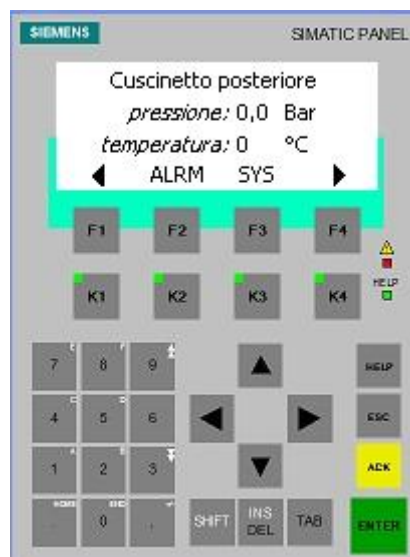 SIEMENS SIMATIC PANEL
Cuscinetto posteriore
pressione: 0,0 Bar
temperatura: 0 °C
ALRM SYS
F1 F2 F3 F4
HELP
K1 K2 K3 K4
7 8 9 HELP
4 5 6 ESC
1 2 3 ACK
HOME END
. 0 , SHIFT INS DEL TAB ENTER